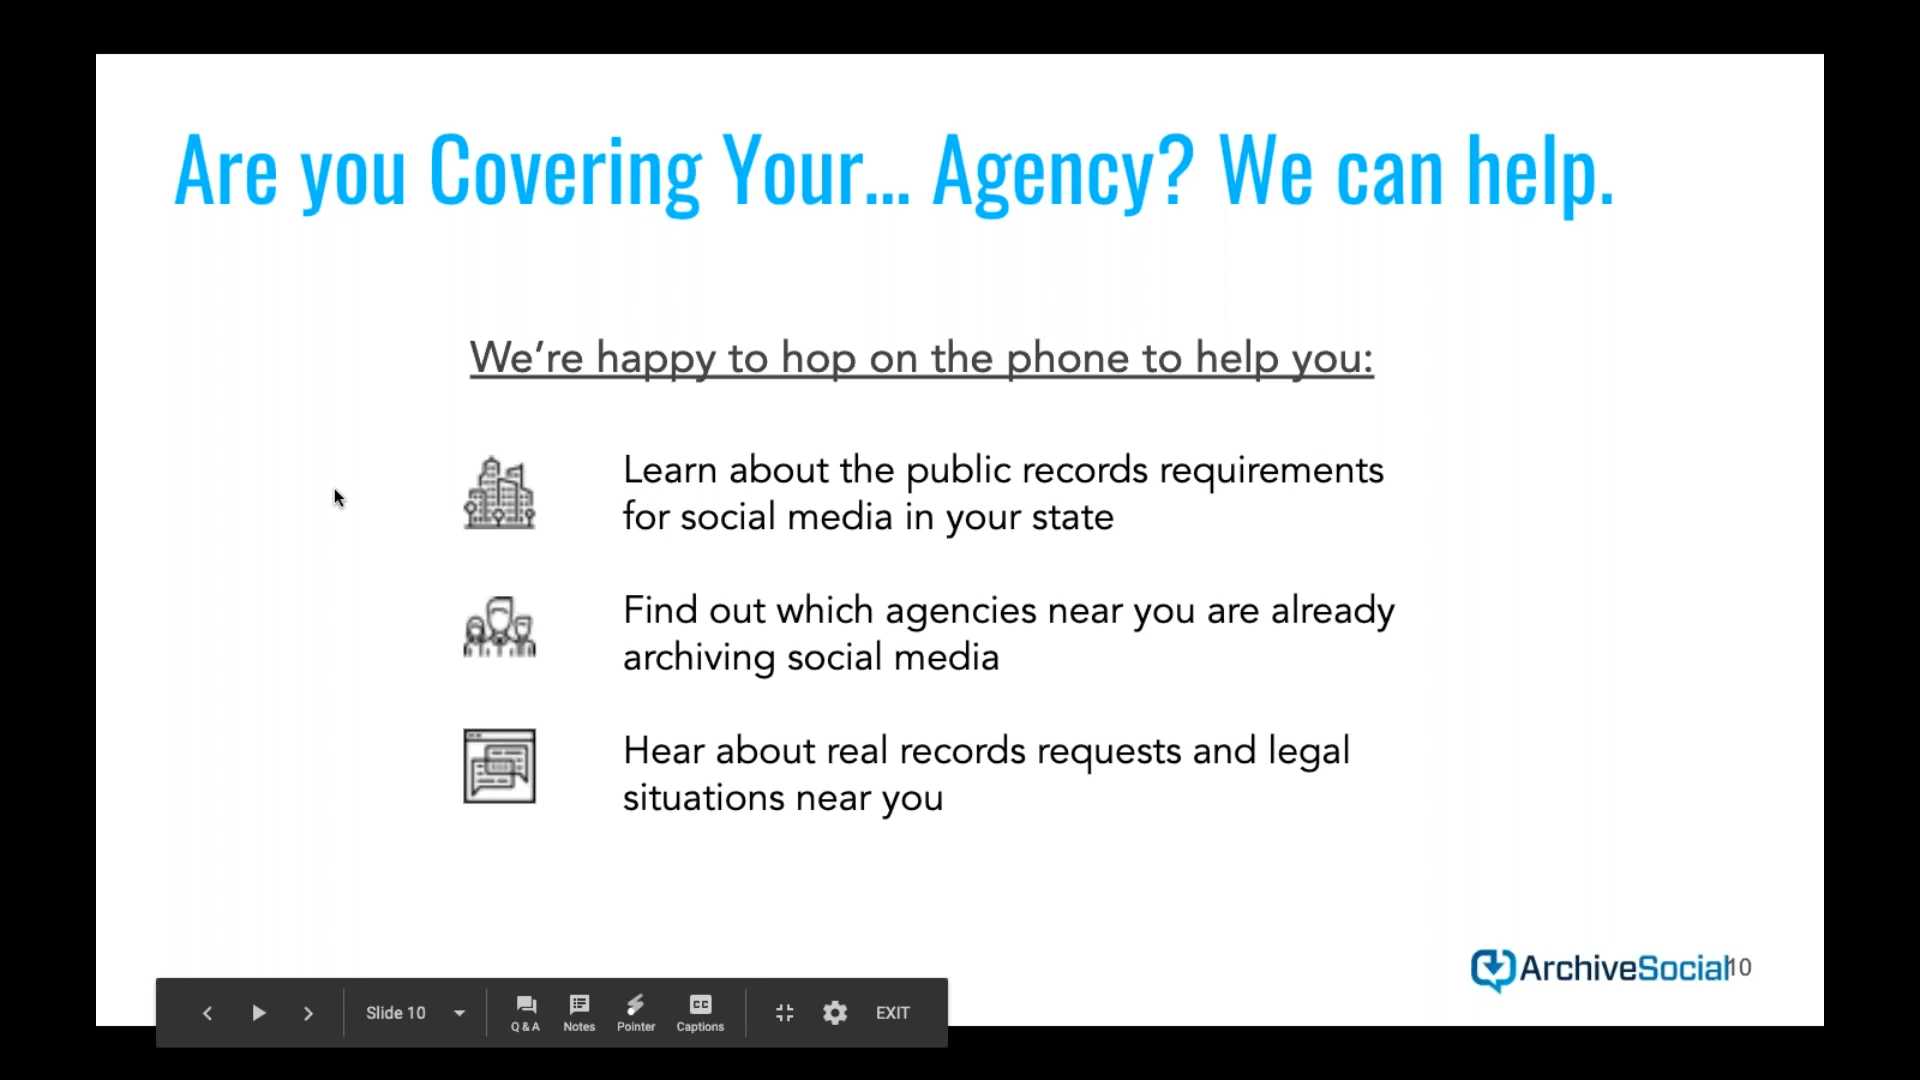 Are you Covering Your... Agency? We can help.
We’re happy to hop on the phone to help you:
Learn about the public records requirements
for social media in your state
Find out which agencies near you are already
archiving social media
Hear about real records requests and legal
situations near you
ArchiveSocial
10
Slide 10
Q & A
Notes
Pointer
CC
Captions
EXIT